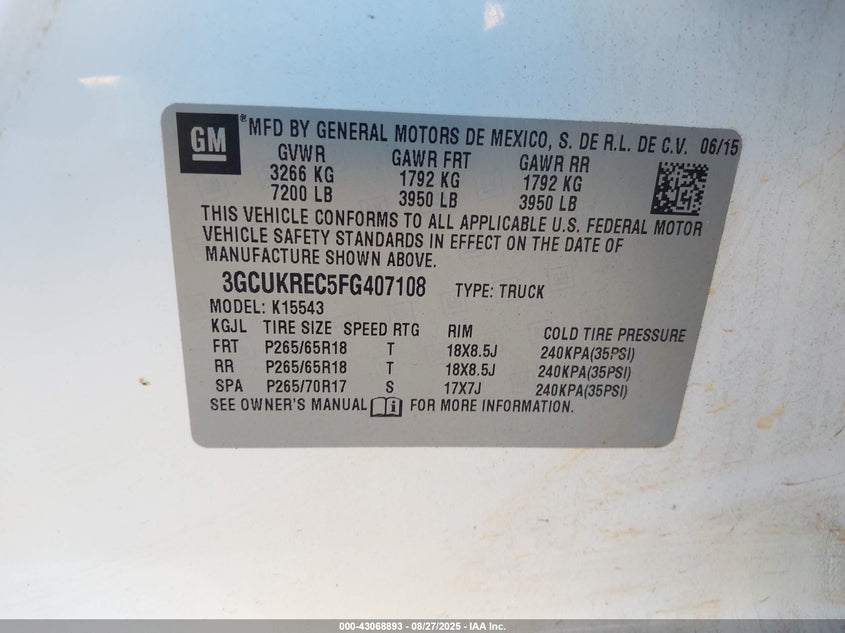 GM ® MFD BY GENERAL MOTORS DE MEXICO, S. DE R.L. DE C.V. 06/15
GVWR GAWR FRT GAWR RR
3266 KG 1792 KG 1792 KG
7200 LB 3950 LB 3950 LB
THIS VEHICLE CONFORMS TO ALL APPLICABLE U.S. FEDERAL MOTOR
VEHICLE SAFETY STANDARDS IN EFFECT ON THE DATE OF
MANUFACTURE SHOWN ABOVE.
3GCUKREC5FG407108 TYPE: TRUCK
MODEL: K15543
KGJL TIRE SIZE SPEED RTG RIM COLD TIRE PRESSURE
FRT P265/65R18 T 18X8.5J 240KPA(35PSI)
RR P265/65R18 T 18X8.5J 240KPA(35PSI)
SPA P265/70R17 S 17X7J 240KPA(35PSI)
SEE OWNER'S MANUAL i FOR MORE INFORMATION.
000-43068893 - 08/27/2025 - IAA Inc.